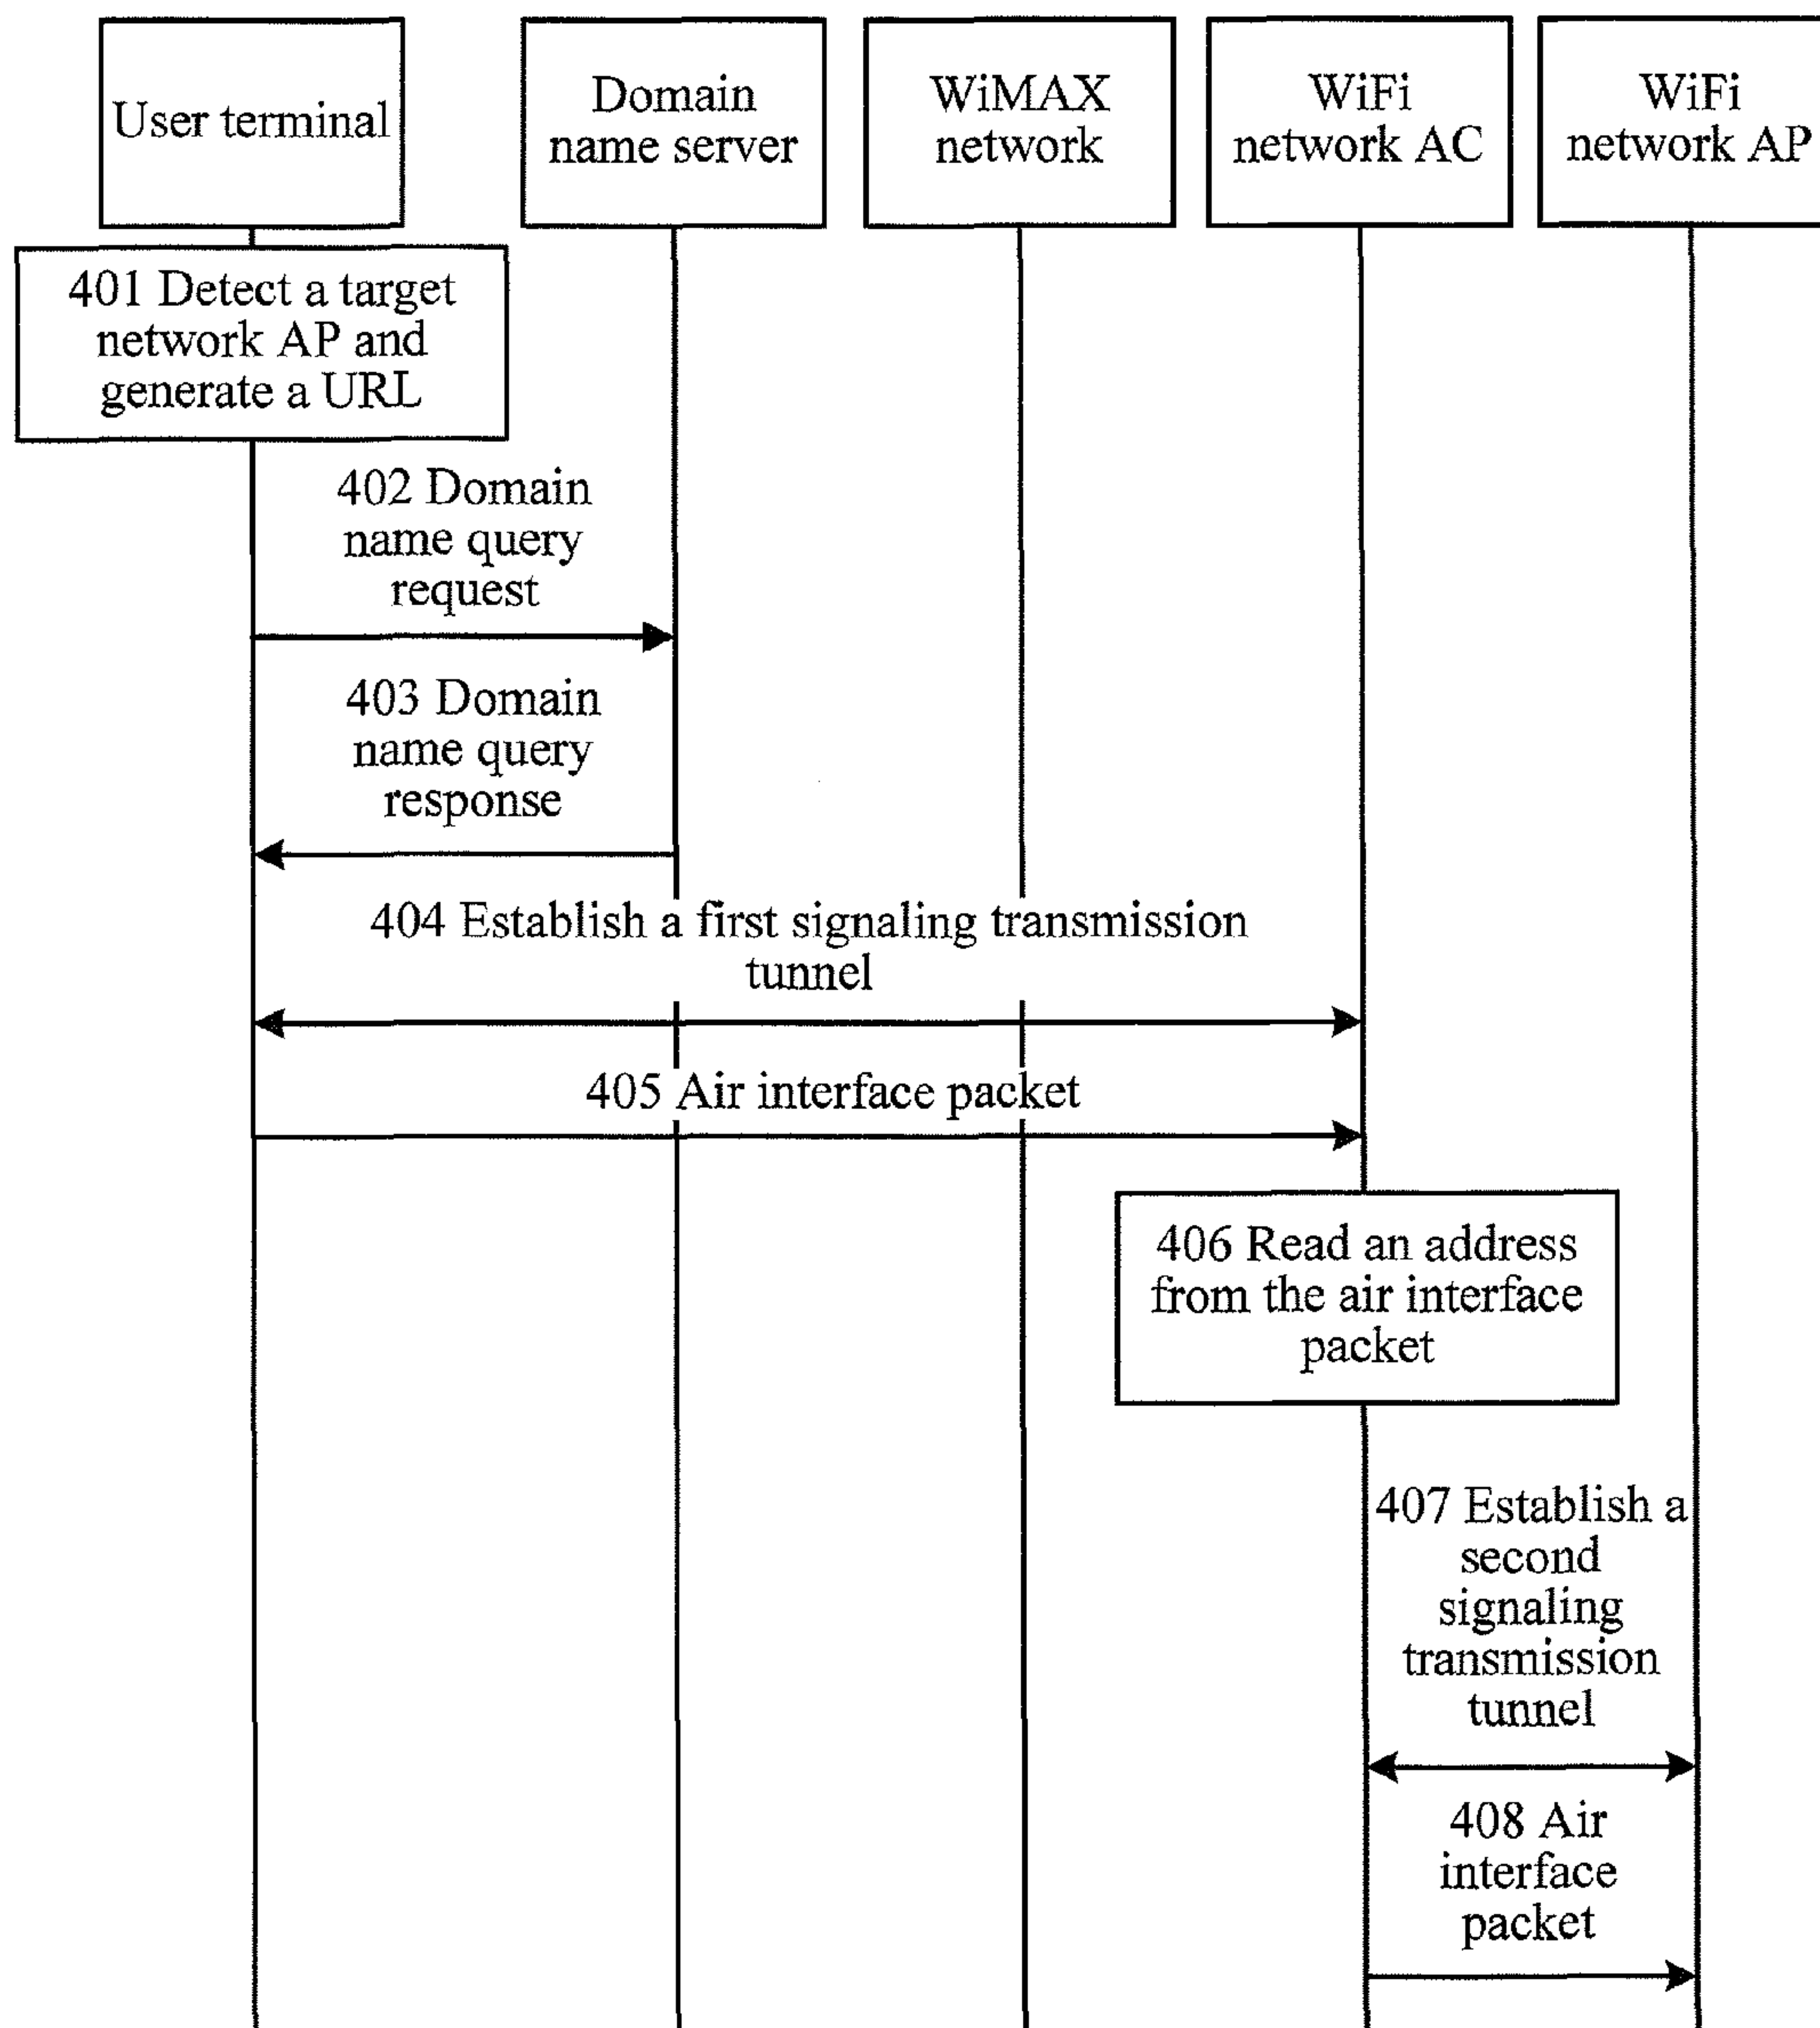 User terminal
Domain
name server
WiMAX
network
WiFi
network AC
WiFi
network AP
401 Detect a target
network AP and
generate a URL
402 Domain
name query
request
403 Domain
name query
response
404 Establish a first signaling transmission
tunnel
405 Air interface packet
406 Read an address
from the air interface
packet
407 Establish a
second
signaling
transmission
tunnel
408 Air
interface
packet